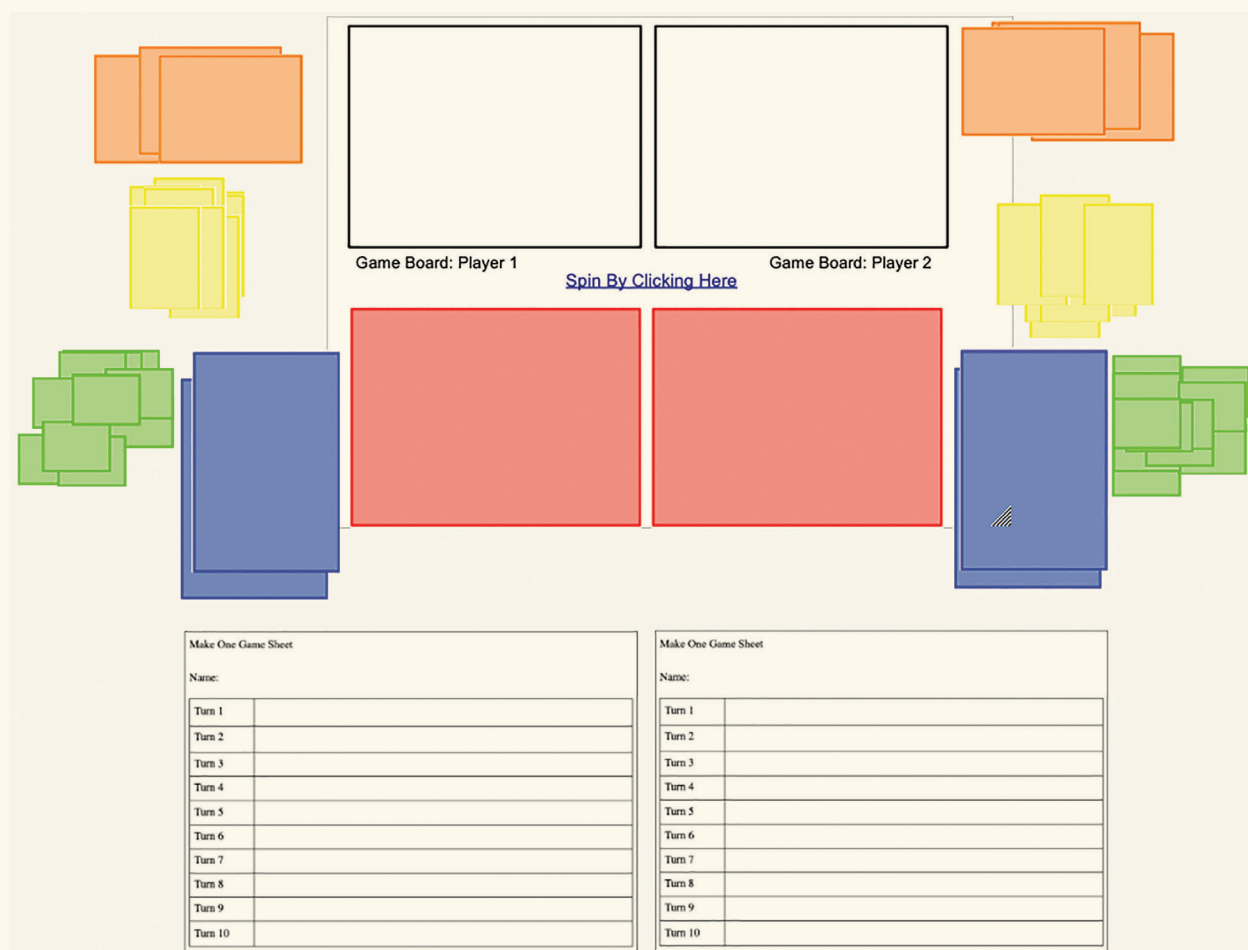 Game Board: Player 1
Game Board: Player 2
Spin By Clicking Here
Make One Game Sheet
Name:
Turn 1
Turn 2
Turn 3
Turn 4
Turn 5
Turn 6
Turn 7
Turn 8
Turn 9
Turn 10
Make One Game Sheet
Name:
Turn 1
Turn 2
Turn 3
Turn 4
Turn 5
Turn 6
Turn 7
Turn 8
Turn 9
Turn 10